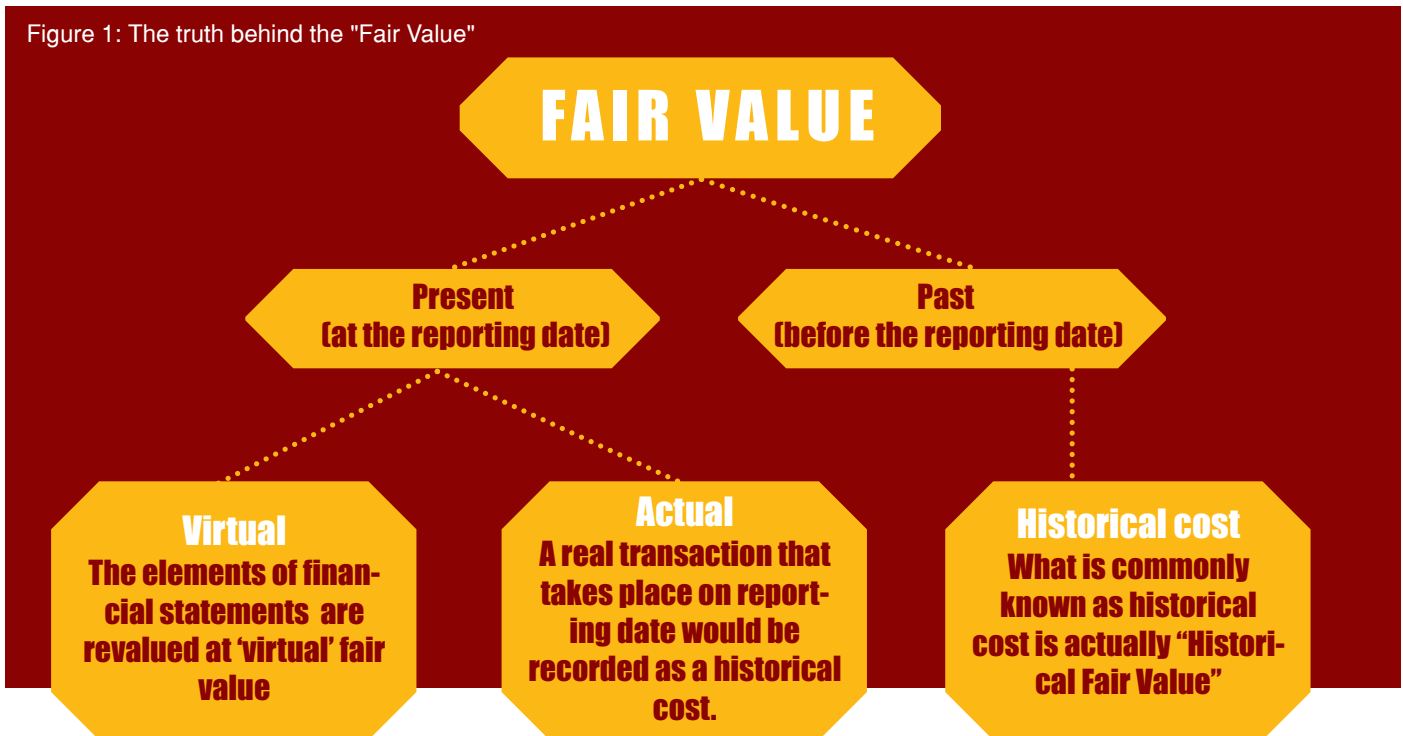 Figure 1: The truth behind the "Fair Value"
FAIR VALUE
Present
(at the reporting date)
Past
(before the reporting date)
Virtual
The elements of finan-
cial statements are
revalued at ‘virtual’ fair
value
Actual
A real transaction that
takes place on report-
ing date would be
recorded as a historical
cost.
Historical cost
What is commonly
known as historical
cost is actually “Histori-
cal Fair Value”